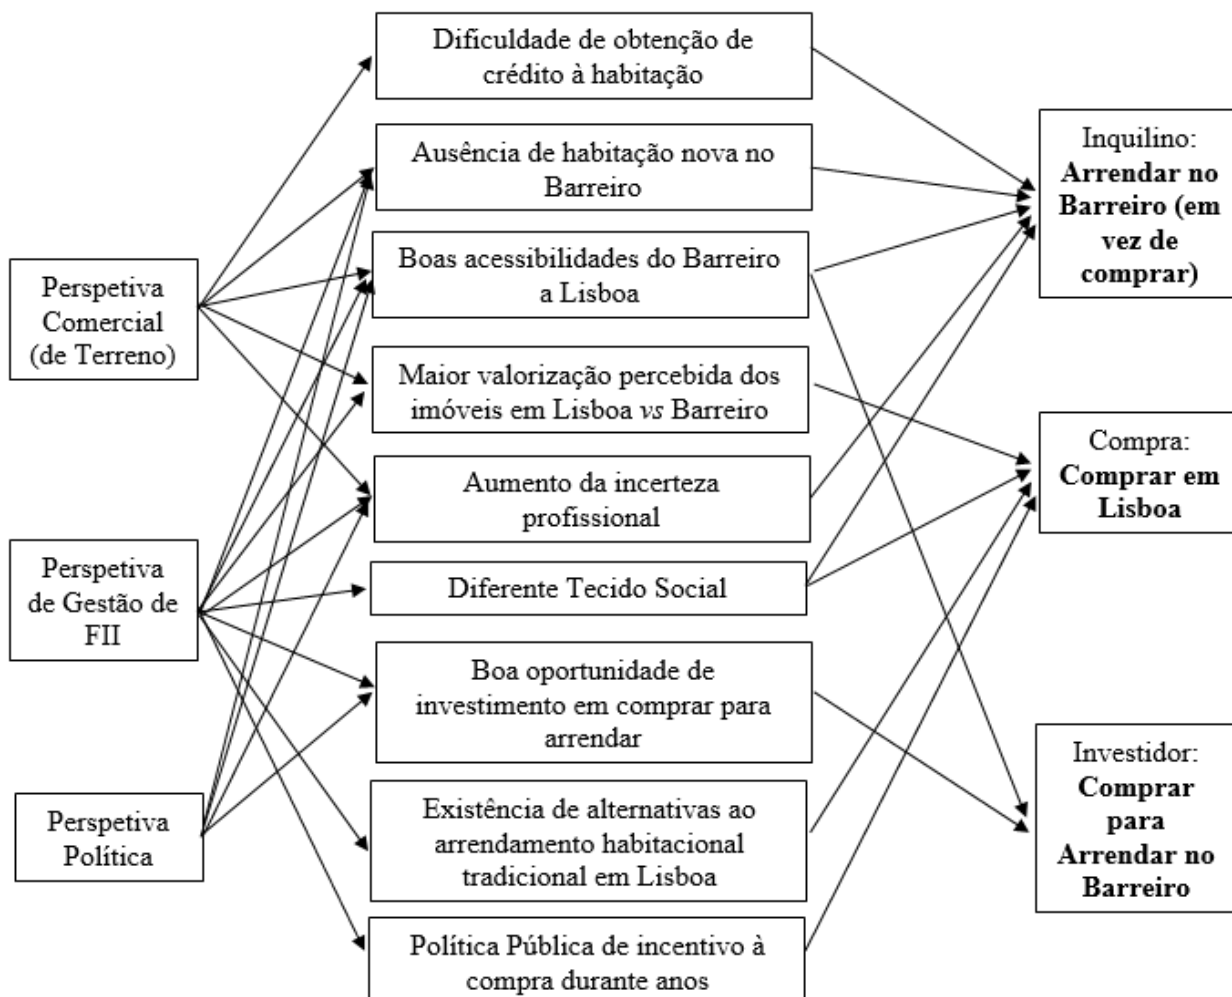 Perspetiva
Comercial
(de Terreno)
Perspetiva
de Gestão de
FII
Perspetiva
Política
Dificuldade de obtenção de
crédito à habitação
Ausência de habitação nova no
Barreiro
Boas acessibilidades do Barreiro
a Lisboa
Maior valorização percebida dos
imóveis em Lisboa vs Barreiro
Aumento da incerteza
profissional
Diferente Tecido Social
Boa oportunidade de
investimento em comprar para
arrendar
Existência de alternativas ao
arrendamento habitacional
tradicional em Lisboa
Política Pública de incentivo à
compra durante anos
Inquilino:
Arrendar no
Barreiro (em
vez de
comprar)
Compra:
Comprar em
Lisboa
Investidor:
Comprar
para
Arrendar no
Barreiro